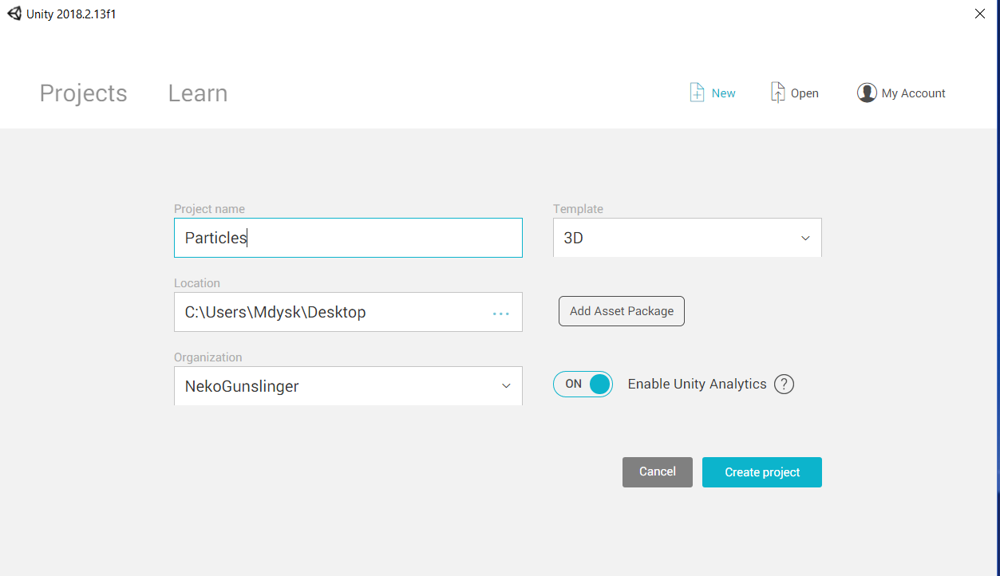 Unity 2018.2.13f1
Projects
Learn
New
Open
My Account
Project name
Template
Particles
3D
Location
C:\Users\Mdysk\Desktop
...
Add Asset Package
Organization
NekoGunslinger
ON
Enable Unity Analytics ?
Cancel
Create project